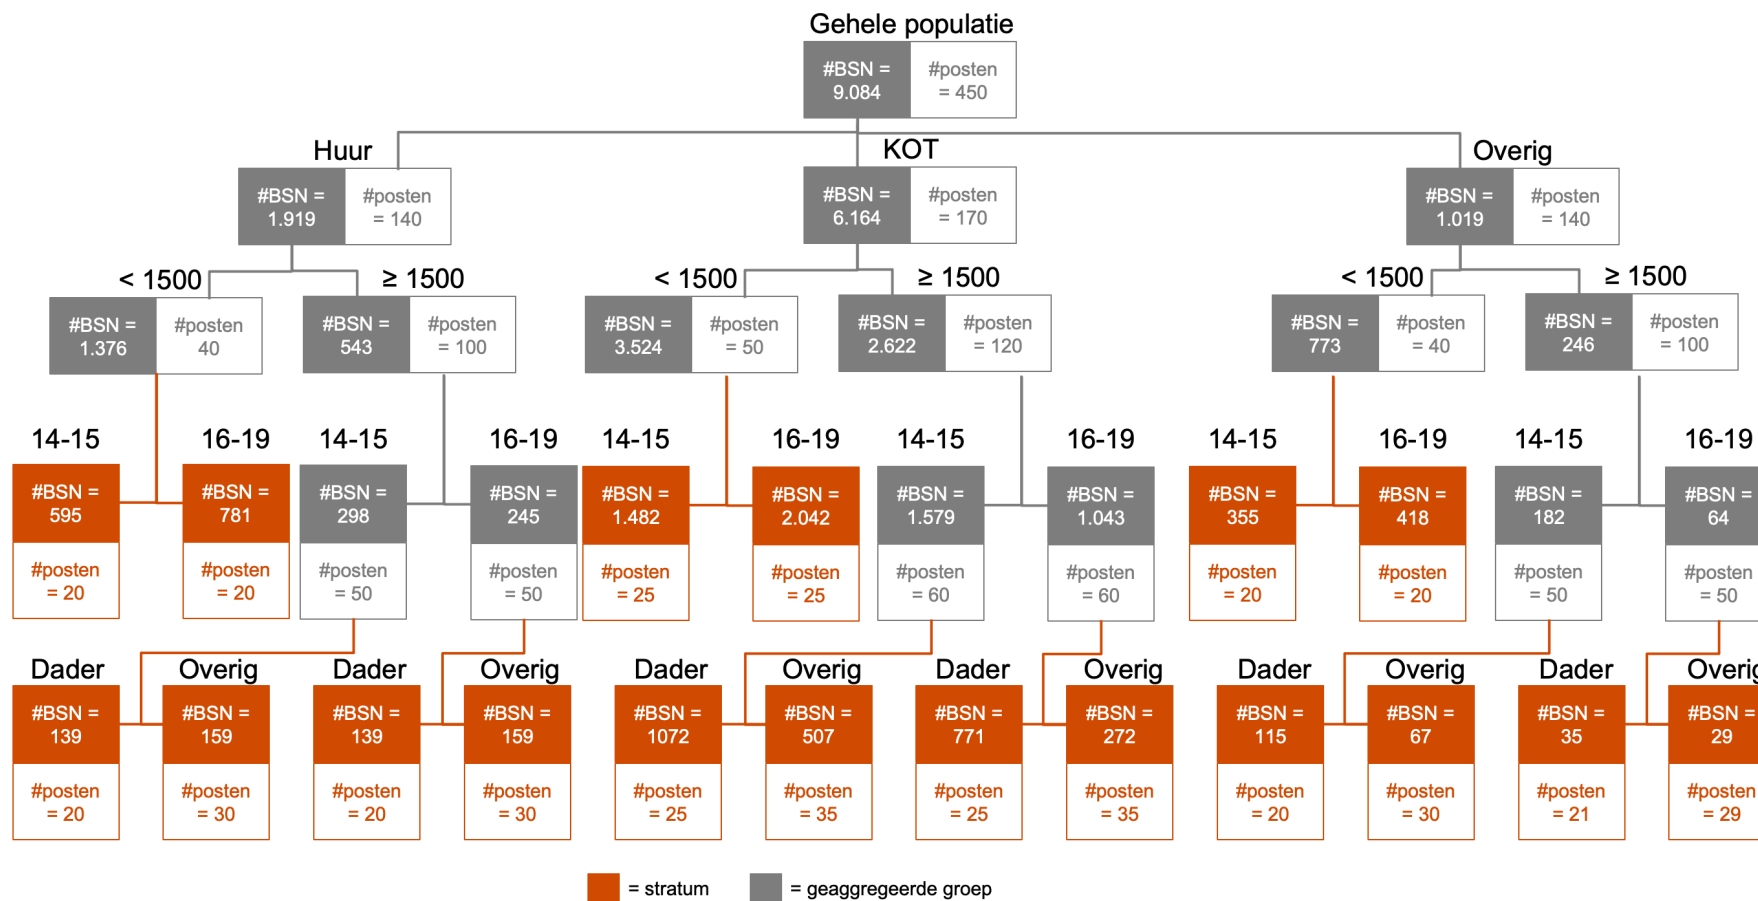 Gehele populatie
#BSN = #posten
9.084 = 450
Huur KOT Overig
#BSN = #posten #BSN = #posten #BSN = #posten
1.919 = 140 6.164 = 170 1.019 = 140
< 1500 ≥ 1500 < 1500 ≥ 1500 < 1500 ≥ 1500
#BSN = #posten #BSN = #posten #BSN = #posten #BSN = #posten #BSN = #posten #BSN = #posten
1.376 40 543 = 100 3.524 = 50 2.622 = 120 773 = 40 246 = 100
14-15 16-19 14-15 16-19 14-15 16-19 14-15 16-19 14-15 16-19 14-15 16-19
#BSN = #BSN = #BSN = #BSN = #BSN = #BSN = #BSN = #BSN = #BSN = #BSN = #BSN = #BSN =
595 781 298 245 1.482 2.042 1.579 1.043 355 418 182 64
#posten #posten #posten #posten #posten #posten #posten #posten #posten #posten #posten #posten
= 20 = 20 = 50 = 50 = 25 = 25 = 60 = 60 = 20 = 20 = 50 = 50
Dader Overig Dader Overig Dader Overig Dader Overig Dader Overig Dader Overig
#BSN = #BSN = #BSN = #BSN = #BSN = #BSN = #BSN = #BSN = #BSN = #BSN = #BSN = #BSN =
139 159 139 159 1072 507 771 272 115 67 35 29
#posten #posten #posten #posten #posten #posten #posten #posten #posten #posten #posten #posten
= 20 = 30 = 20 = 30 = 25 = 35 = 25 = 35 = 20 = 30 = 21 = 29
= stratum = geaggregeerde groep